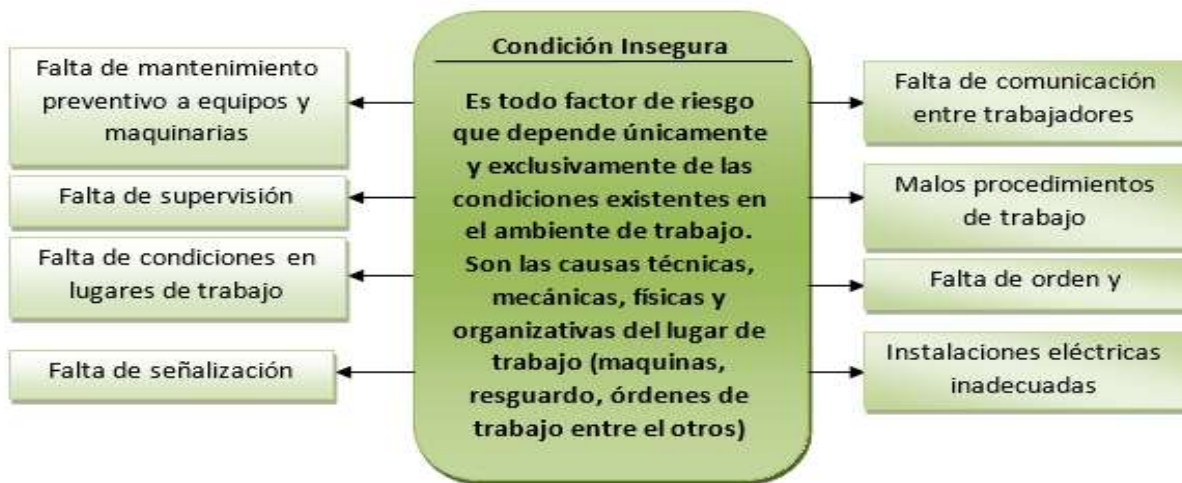 Condición Insegura
Es todo factor de riesgo
que depende únicamente
y exclusivamente de las
condiciones existentes en
el ambiente de trabajo.
Son las causas técnicas,
mecánicas, físicas y
organizativas del lugar de
trabajo (maquinas,
resguardo, órdenes de
trabajo entre el otros)
Falta de mantenimiento
preventivo a equipos y
maquinarias
Falta de supervisión
Falta de condiciones en
lugares de trabajo
Falta de señalización
Falta de comunicación
entre trabajadores
Malos procedimientos
de trabajo
Falta de orden y
Instalaciones eléctricas
inadecuadas